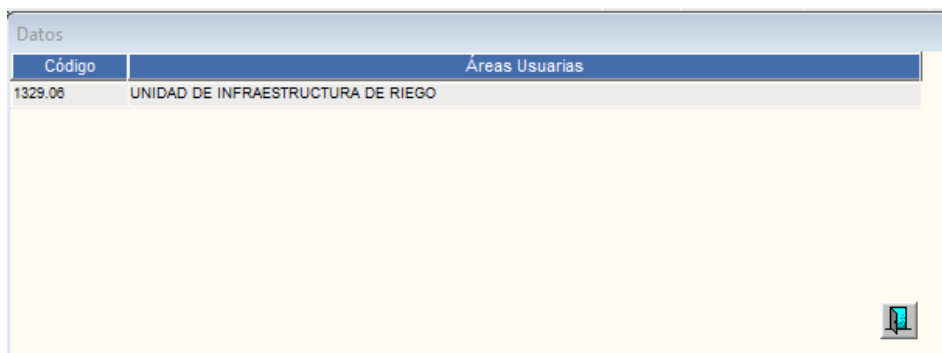 Datos
Código Áreas Usuarias
1329.06 UNIDAD DE INFRAESTRUCTURA DE RIEGO